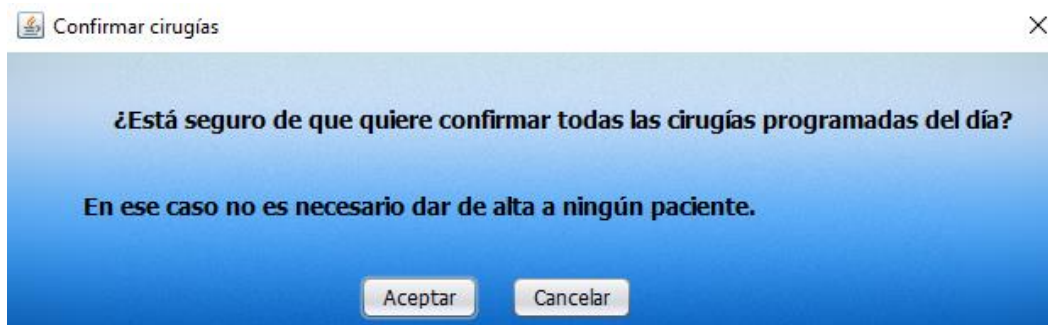 Confirmar cirugías
¿Está seguro de que quiere confirmar todas las cirugías programadas del día?
En ese caso no es necesario dar de alta a ningún paciente.
Aceptar Cancelar